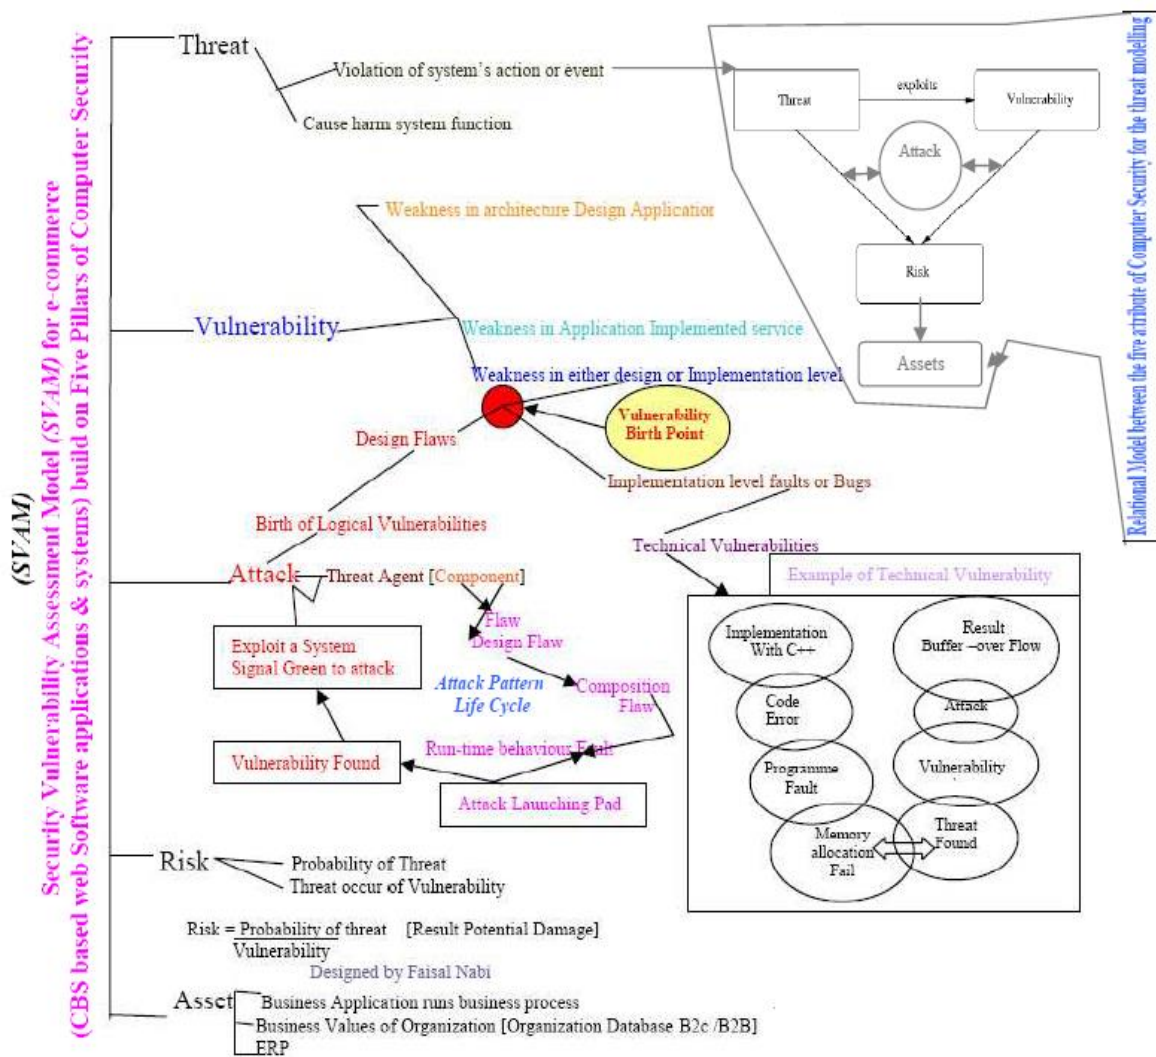 (SVAM)
Security Vulnerability Assessment Model (SVAM) for e-commerce
(CBS based web Software applications & systems) build on Five Pillars of Computer Security
Threat
Violation of system's action or event
Cause harm system function
Threat
exploits
Vulnerability
Attack
Risk
Assets
Relational Model between the five attribute of Computer Security for the threat modelling
Weakness in architecture Design Application
Vulnerability
Weakness in Application Implemented service
Weakness in either design or Implementation level
Vulnerability
Birth Point
Design Flaws
Implementation level faults or Bugs
Birth of Logical Vulnerabilities
Technical Vulnerabilities
Attack
Threat Agent [Component]
Flaw
Design Flaw
Exploit a System
Signal Green to attack
Attack Pattern
Life Cycle
Composition
Flaw
Run-time behaviour Fault
Vulnerability Found
Attack Launching Pad
Example of Technical Vulnerability
Implementation
With C++
Code
Error
Programme
Fault
Memory
allocation
Fail
Result
Buffer –over Flow
Attack
Vulnerability
Threat
Found
Risk
Probability of Threat
Threat occur of Vulnerability
Risk = Probability of threat [Result Potential Damage]
Vulnerability
Designed by Faisal Nabi
Asset
Business Application runs business process
Business Values of Organization [Organization Database B2c /B2B]
ERP